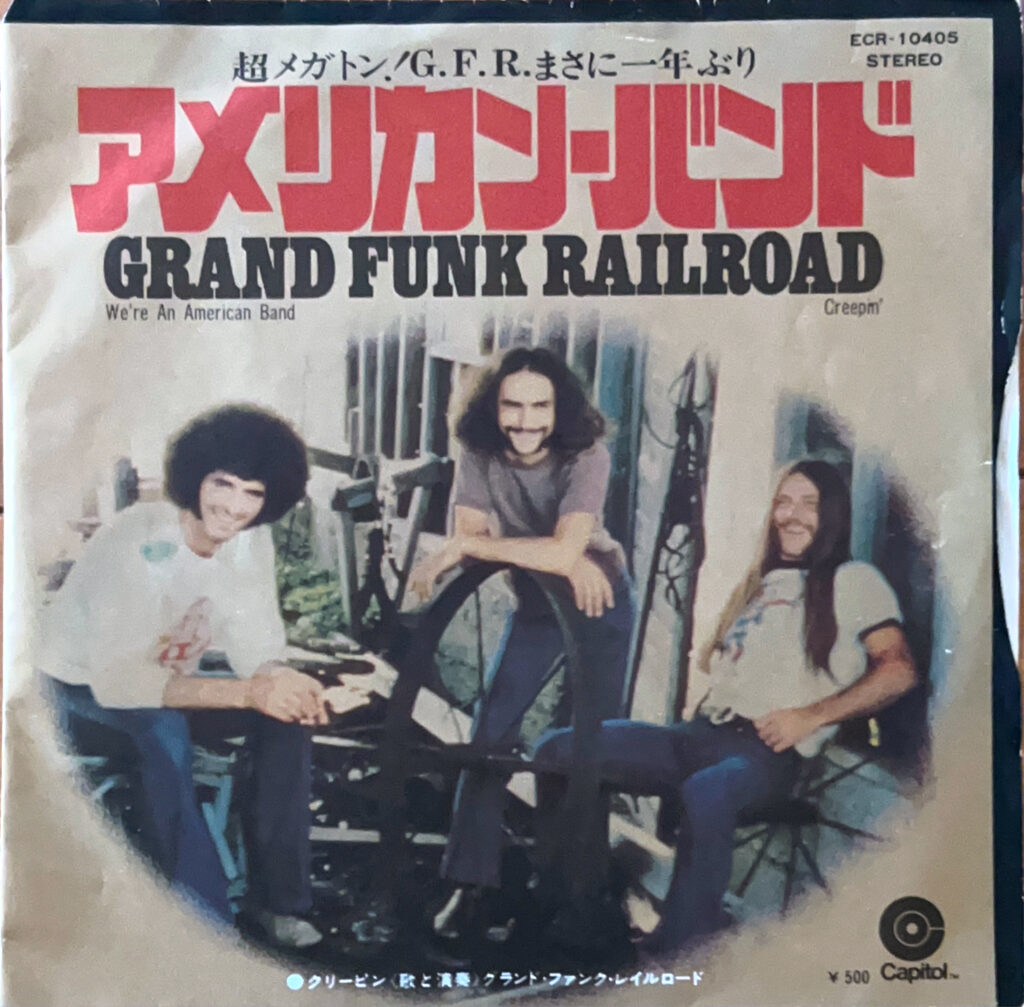 ECR-10405
STEREO
超メガトン!G.F.R.まさに一年ぶり
アメリカン・バンド
GRAND FUNK RAILROAD
We're An American Band
Creepin'
●クリーピン《歌と演奏》グランド・ファンク・レイルロード
¥500
Capitol™